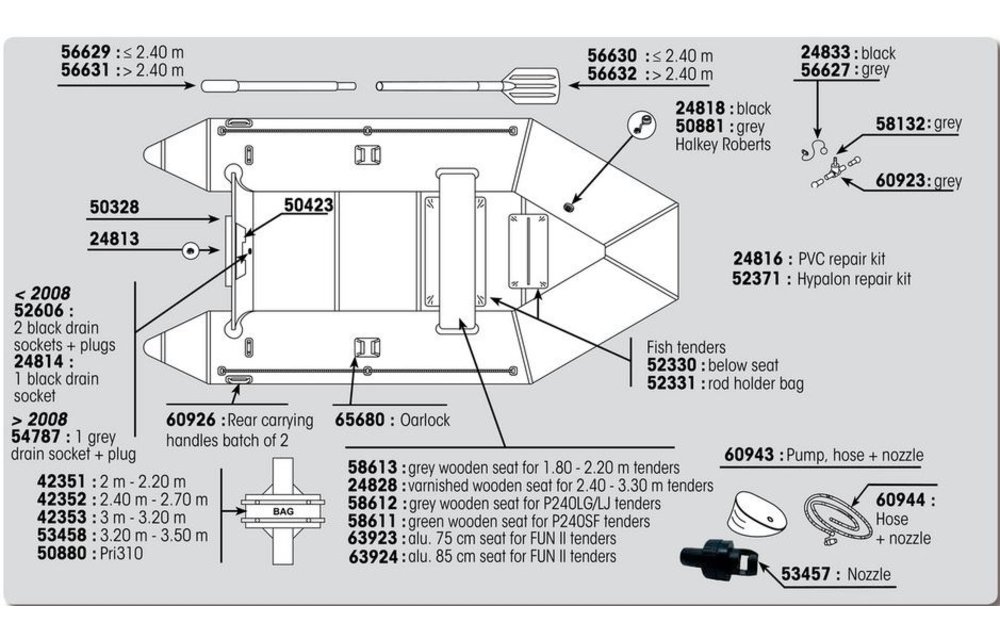 56629 : ≤ 2.40 m
56631 : > 2.40 m
56630 : ≤ 2.40 m
56632 : > 2.40 m
24833 : black
56627 : grey
24818 : black
50881 : grey
Halkey Roberts
58132 : grey
60923 : grey
50328
50423
24813
24816 : PVC repair kit
52371 : Hypalon repair kit
< 2008
52606 :
2 black drain
sockets + plugs
24814 :
1 black drain
socket
> 2008
54787 : 1 grey
drain socket + plug
Fish tenders
52330 : below seat
52331 : rod holder bag
60926 : Rear carrying
handles batch of 2
65680 : Oarlock
42351 : 2 m - 2.20 m
42352 : 2.40 m - 2.70 m
42353 : 3 m - 3.20 m
53458 : 3.20 m - 3.50 m
50880 : Pri310
BAG
58613 : grey wooden seat for 1.80 - 2.20 m tenders
24828 : varnished wooden seat for 2.40 - 3.30 m tenders
58612 : grey wooden seat for P240LG/LJ tenders
58611 : green wooden seat for P240SF tenders
63923 : alu. 75 cm seat for FUN II tenders
63924 : alu. 85 cm seat for FUN II tenders
60943 : Pump, hose + nozzle
60944 :
Hose
+ nozzle
53457 : Nozzle